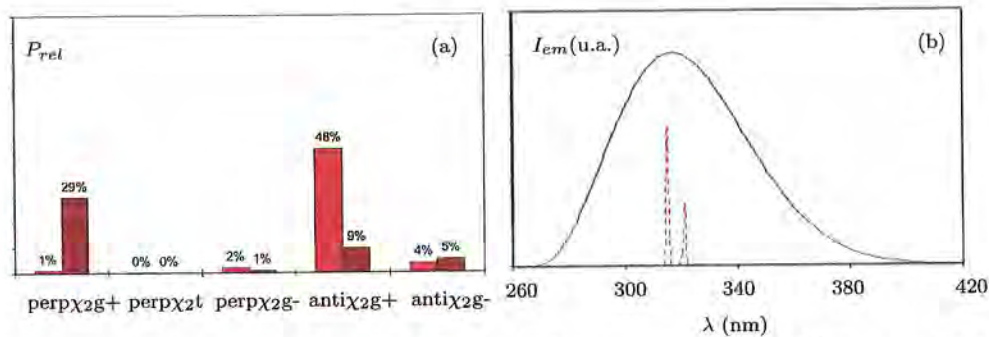 P_rel
(a)
48%
29%
9%
4%
5%
1%
0%
0%
2%
1%
perpχ₂g+
perpχ₂t
perpχ₂g-
antiχ₂g+
antiχ₂g-
I_em(u.a.)
(b)
260
300
340
380
420
λ (nm)